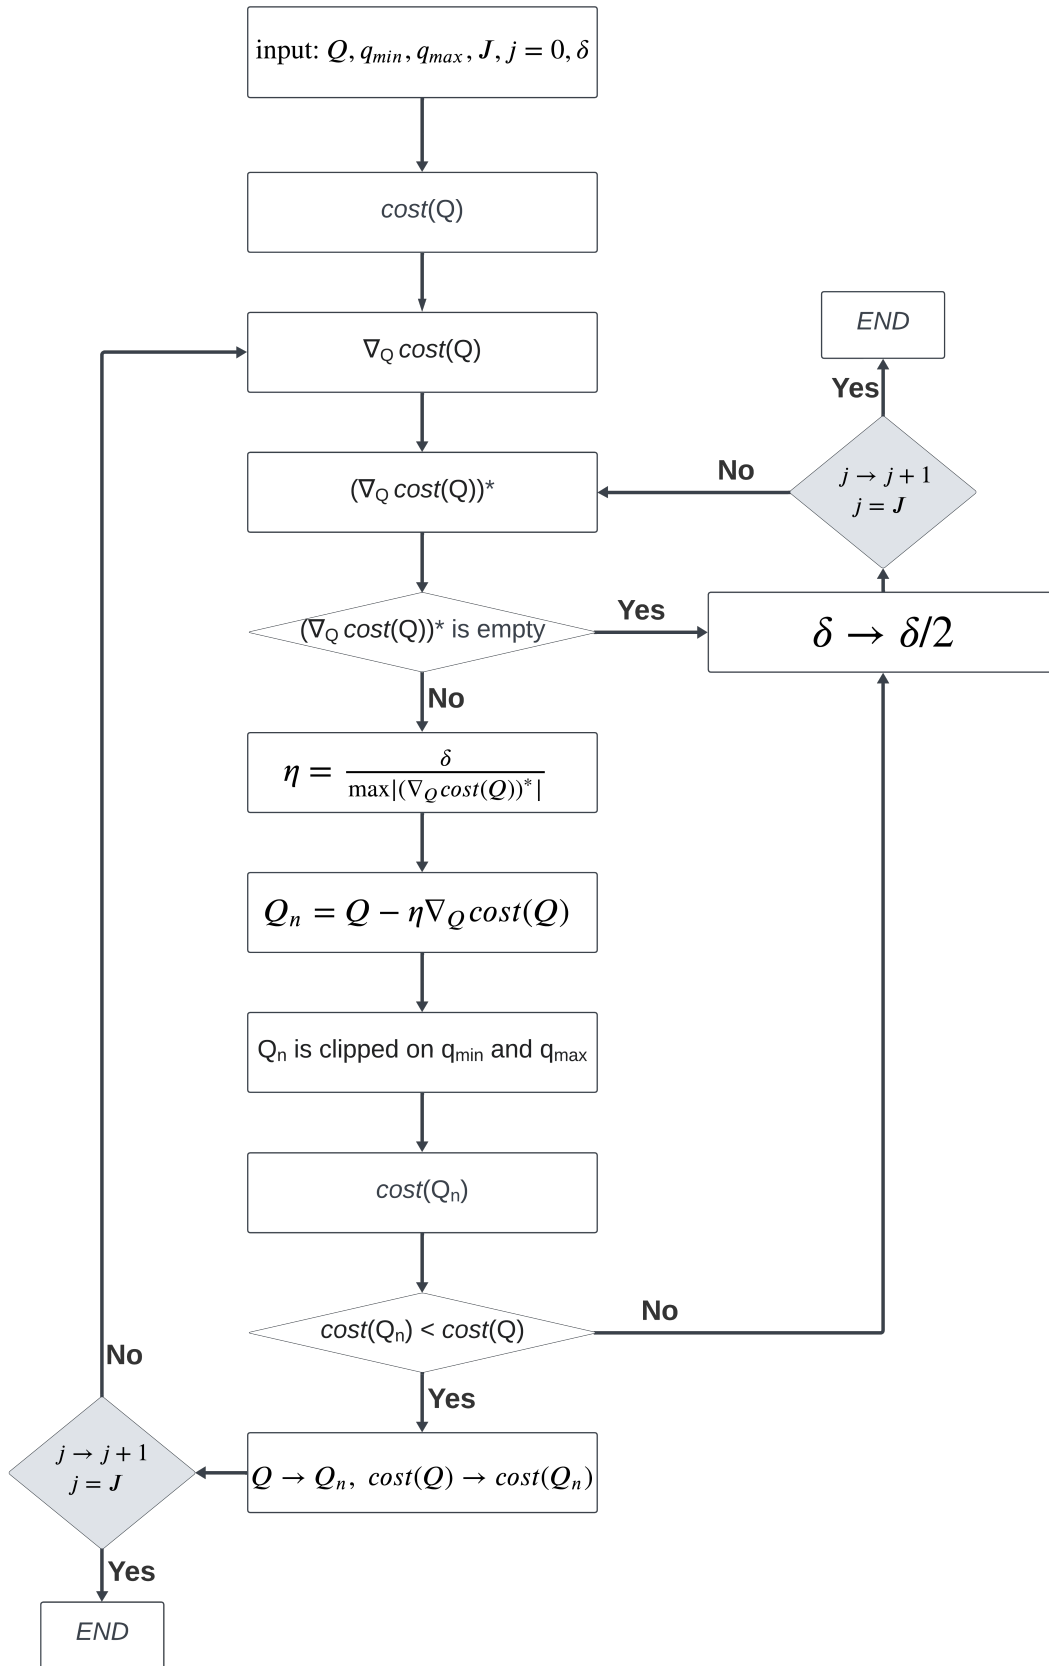 input: Q, q_min, q_max, J, j = 0, δ
cost(Q)
∇_Q cost(Q)
END
Yes
(∇_Q cost(Q))*
No
j → j + 1
j = J
(∇_Q cost(Q))* is empty
Yes
δ → δ/2
No
η = δ / max|(∇_Q cost(Q))*|
Q_n = Q − η∇_Q cost(Q)
Q_n is clipped on q_min and q_max
cost(Q_n)
cost(Q_n) < cost(Q)
No
Yes
No
j → j + 1
j = J
Q → Q_n, cost(Q) → cost(Q_n)
Yes
END